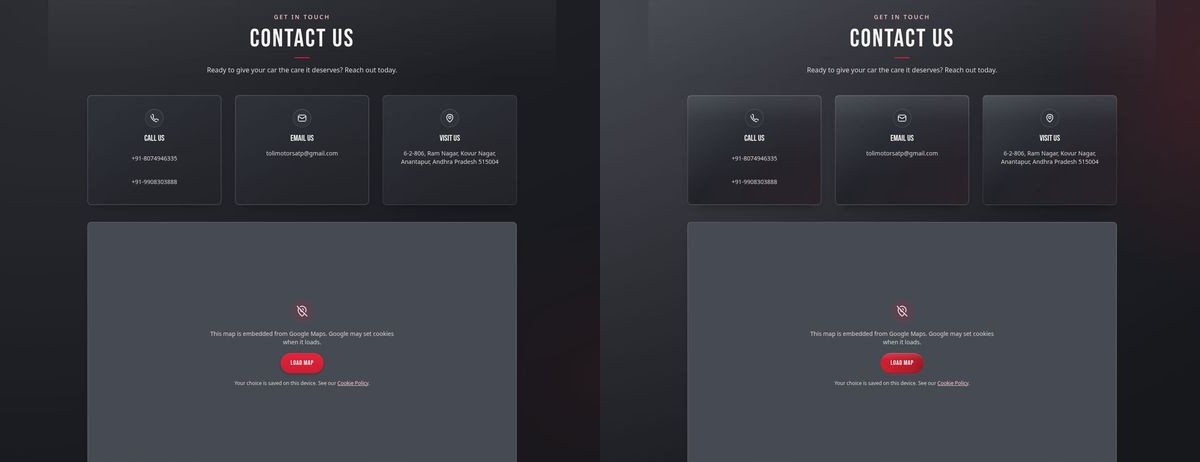 GET IN TOUCH
CONTACT US
Ready to give your car the care it deserves? Reach out today.
CALL US
+91-8074946335
+91-9908303888
EMAIL US
tolimotorsatp@gmail.com
VISIT US
6-2-806, Ram Nagar, Kovur Nagar,
Anantapur, Andhra Pradesh 515004
This map is embedded from Google Maps. Google may set cookies
when it loads.
LOAD MAP
Your choice is saved on this device. See our Cookie Policy.
GET IN TOUCH
CONTACT US
Ready to give your car the care it deserves? Reach out today.
CALL US
+91-8074946335
+91-9908303888
EMAIL US
tolimotorsatp@gmail.com
VISIT US
6-2-806, Ram Nagar, Kovur Nagar,
Anantapur, Andhra Pradesh 515004
This map is embedded from Google Maps. Google may set cookies
when it loads.
LOAD MAP
Your choice is saved on this device. See our Cookie Policy.